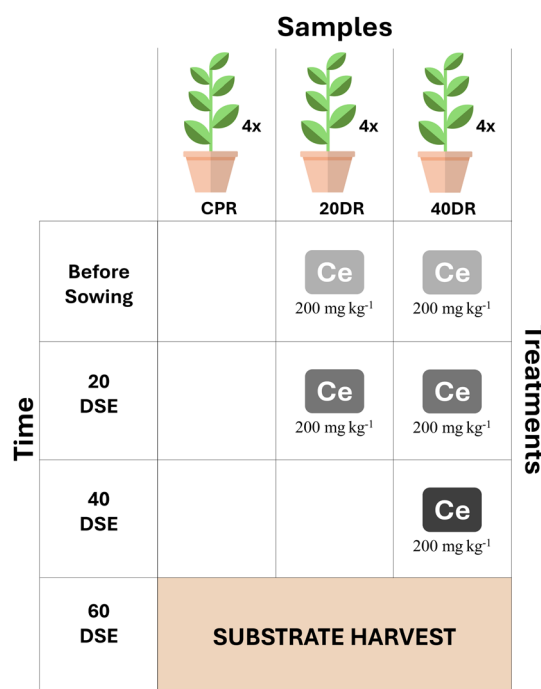 Samples
4x
4x
4x
CPR
20DR
40DR
Before
Sowing
Ce
200 mg kg⁻¹
Ce
200 mg kg⁻¹
20
DSE
Ce
200 mg kg⁻¹
Ce
200 mg kg⁻¹
40
DSE
Ce
200 mg kg⁻¹
60
DSE
SUBSTRATE HARVEST
Time
Treatments